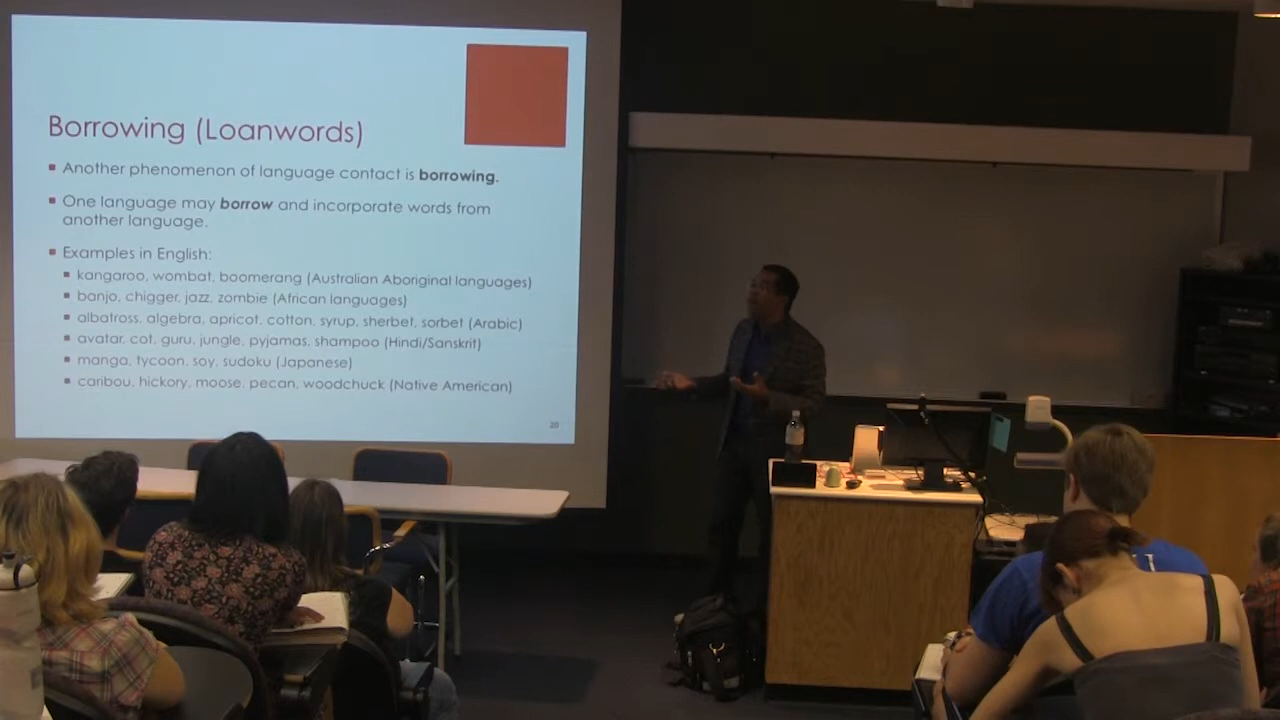 Borrowing (Loanwords)
Another phenomenon of language contact is borrowing.
One language may borrow and incorporate words from
another language.
Examples in English:
kangaroo, wombat, boomerang (Australian Aboriginal languages)
banjo, chigger, jazz, zombie (African languages)
albatross, algebra, apricot, cotton, syrup, sherbet, sorbet (Arabic)
avatar, cot, guru, jungle, pyjamas, shampoo (Hindi/Sanskrit)
manga, tycoon, soy, sudoku (Japanese)
caribou, hickory, moose, pecan, woodchuck (Native American)
20